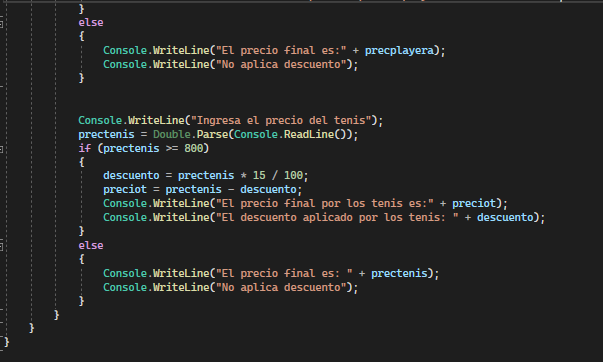 }
else
{
Console.WriteLine("El precio final es:" + precplayera);
Console.WriteLine("No aplica descuento");
}
Console.WriteLine("Ingresa el precio del tenis");
prectenis = Double.Parse(Console.ReadLine());
if (prectenis >= 800)
{
descuento = prectenis * 15 / 100;
preciot = prectenis - descuento;
Console.WriteLine("El precio final por los tenis es:" + preciot);
Console.WriteLine("El descuento aplicado por los tenis: " + descuento);
}
else
{
Console.WriteLine("El precio final es: " + prectenis);
Console.WriteLine("No aplica descuento");
}
}
}
}